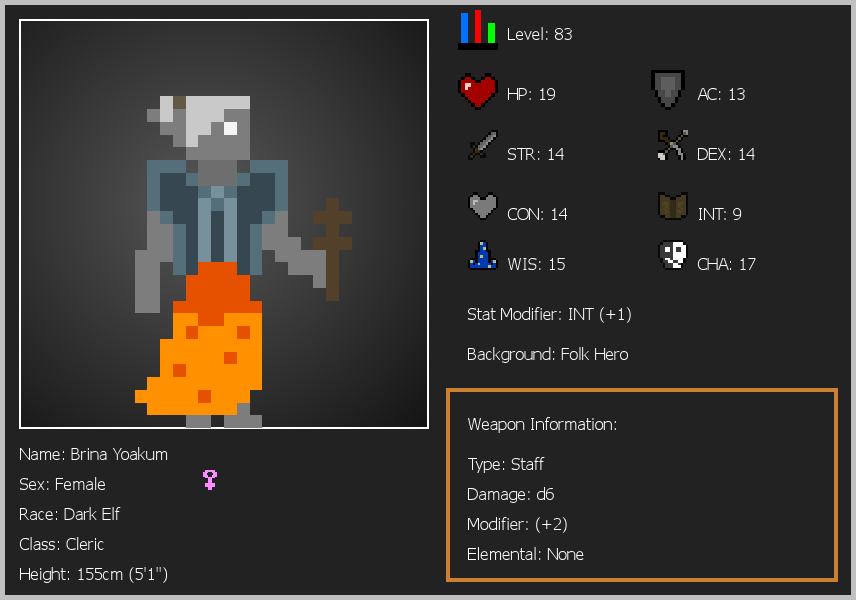 Level: 83
HP: 19
AC: 13
STR: 14
DEX: 14
CON: 14
INT: 9
WIS: 15
CHA: 17
Stat Modifier: INT (+1)
Background: Folk Hero
Weapon Information:
Type: Staff
Damage: d6
Modifier: (+2)
Elemental: None
Name: Brina Yoakum
Sex: Female
Race: Dark Elf
Class: Cleric
Height: 155cm (5'1")